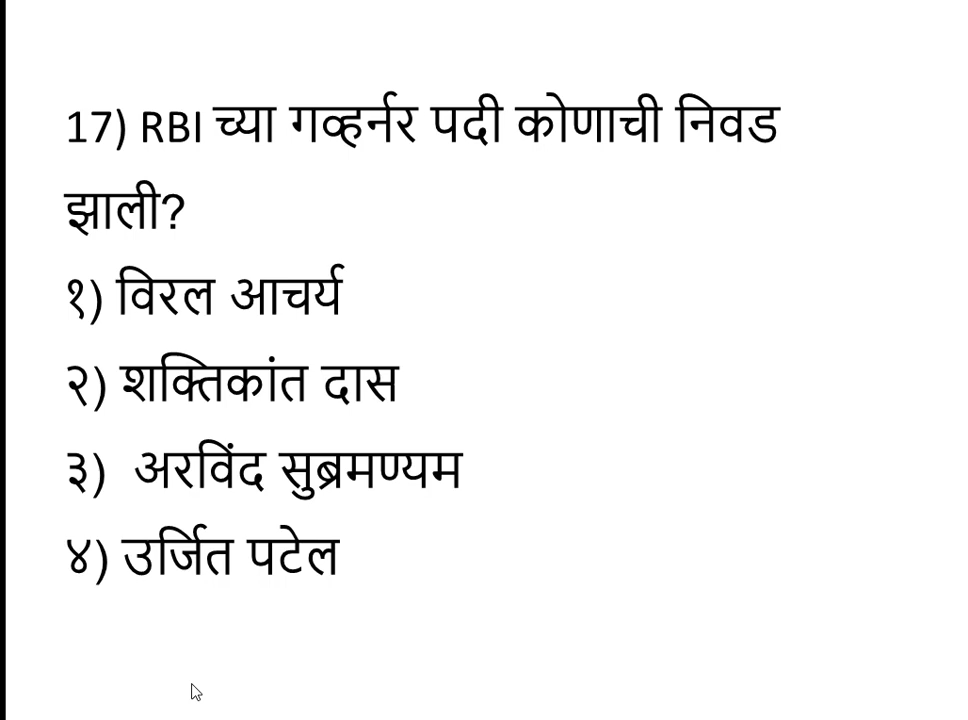 17) RBI च्या गव्हर्नर पदी कोणाची निवड
झाली?
१) विरल आचर्य
२) शक्तिकांत दास
३) अरविंद सुब्रमण्यम
४) उर्जित पटेल